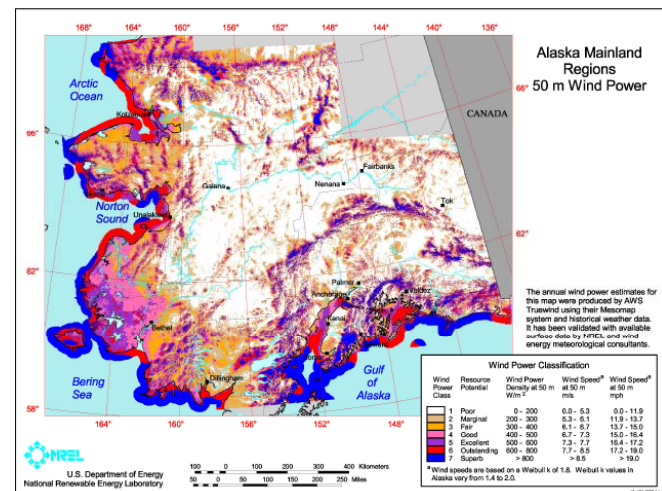 168° 164° 160° 156° 152° 148° 144° 140° 136°
Alaska Mainland
Regions
50 m Wind Power
Arctic
Ocean
CANADA
66°
66°
Fairbanks
Galena
Nenana
Norton
Sound
Unalakleet
Tok
62°
62°
Palmer
Anchorage
Valdez
Kenai
Bethel
The annual wind power estimates for
this map were produced by AWS
Truewind using their Mesomap
system and historical weather data.
It has been validated with available
surface data by NREL and wind
energy meteorological consultants.
Dillingham
Bering
Sea
Gulf
of
Alaska
58°
164° 160° 156° 152° 148°
Wind Power Classification
Wind Power Class Resource Potential Wind Power Density at 50 m W/m² Wind Speedᵃ at 50 m m/s Wind Speedᵃ at 50 m mph
1 Poor 0 - 200 0.0 - 5.3 0.0 - 11.9
2 Marginal 200 - 300 5.3 - 6.1 11.9 - 13.7
3 Fair 300 - 400 6.1 - 6.7 13.7 - 15.0
4 Good 400 - 500 6.7 - 7.3 15.0 - 16.4
5 Excellent 500 - 600 7.3 - 7.7 16.4 - 17.2
6 Outstanding 600 - 800 7.7 - 8.5 17.2 - 19.0
7 Superb > 800 > 8.5 > 19.0
ᵃ Wind speeds are based on a Weibull k of 1.8. Weibull k values in
Alaska vary from 1.4 to 2.0.
NREL
U.S. Department of Energy
National Renewable Energy Laboratory
100 0 100 200 300 400 Kilometers
50 0 50 100 150 200 250 Miles